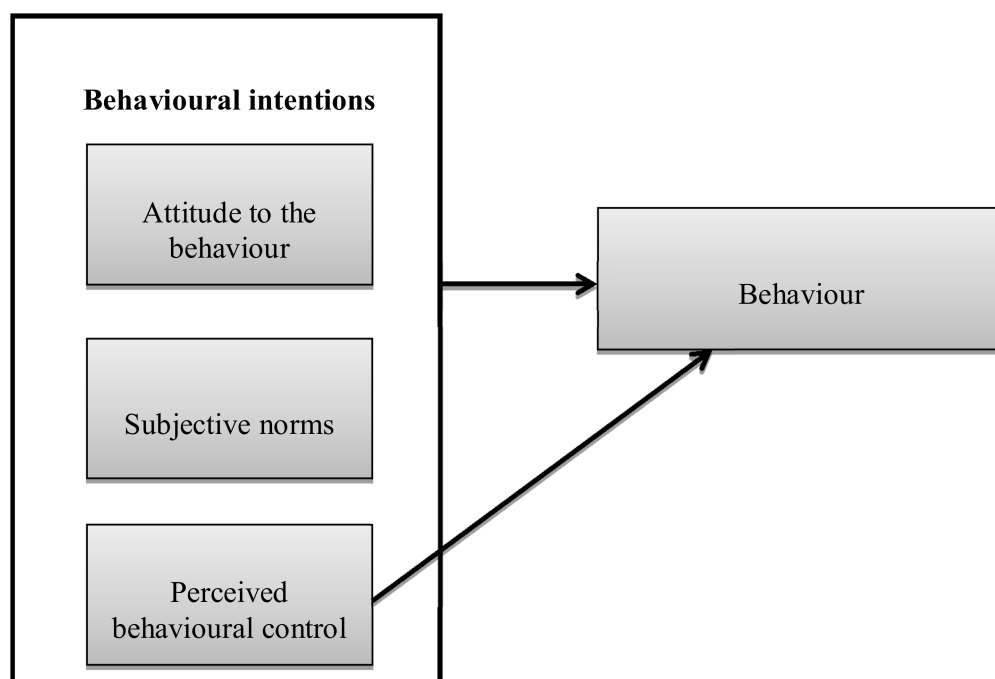 Behavioural intentions
Attitude to the
behaviour
Subjective norms
Perceived
behavioural control
Behaviour